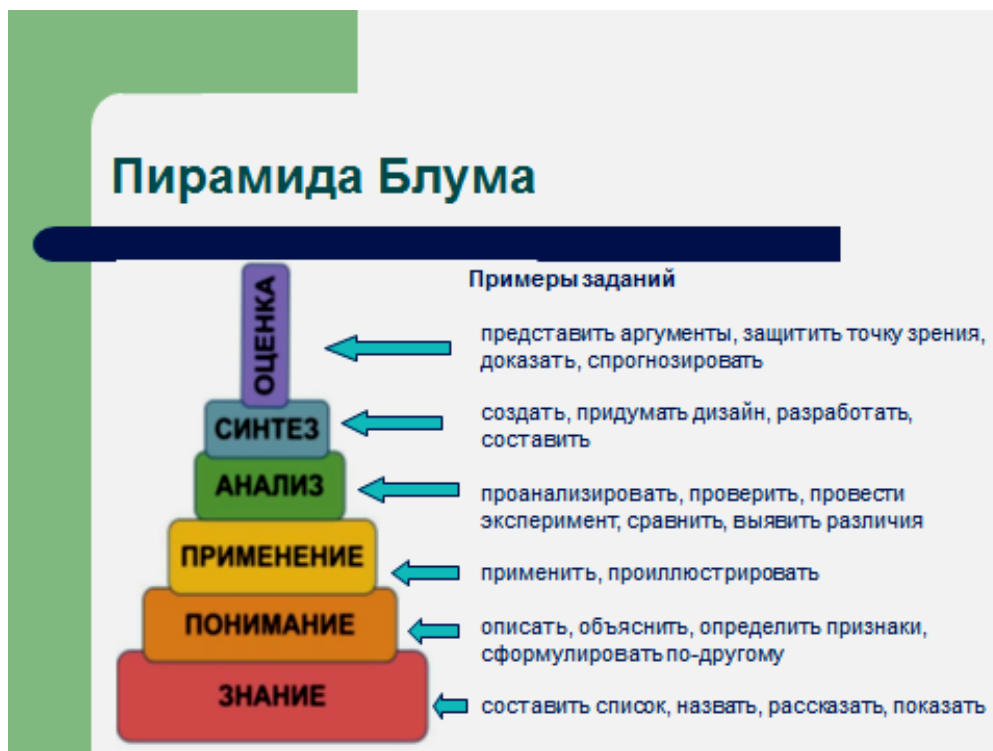 Пирамида Блума
Примеры заданий
ОЦЕНКА
представить аргументы, защитить точку зрения,
доказать, спрогнозировать
СИНТЕЗ
создать, придумать дизайн, разработать,
составить
АНАЛИЗ
проанализировать, проверить, провести
эксперимент, сравнить, выявить различия
ПРИМЕНЕНИЕ
применить, проиллюстрировать
ПОНИМАНИЕ
описать, объяснить, определить признаки,
сформулировать по-другому
ЗНАНИЕ
составить список, назвать, рассказать, показать